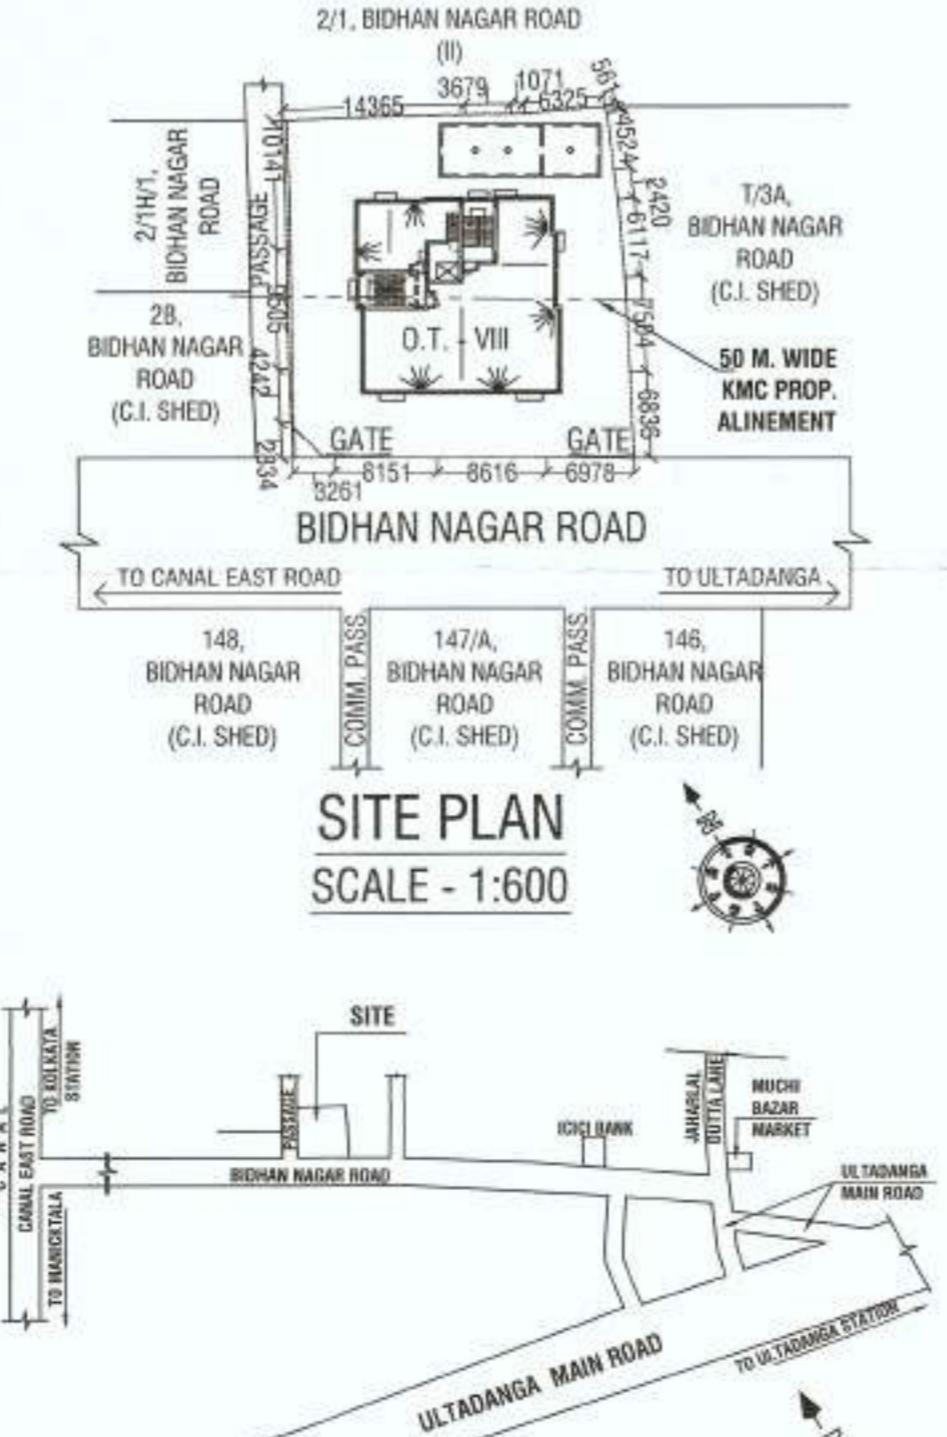 2/1, BIDHAN NAGAR ROAD
(II)
14365
3679
1071
6325
561
10141
4524
2420
6117
7504
6836
2/1H/1,
BIDHAN NAGAR
ROAD
PASSAGE
T/3A,
BIDHAN NAGAR
ROAD
(C.I. SHED)
2B,
BIDHAN NAGAR
ROAD
(C.I. SHED)
605
4242
2334
O.T. - VIII
50 M. WIDE
KMC PROP.
ALINEMENT
GATE
GATE
3261
8151
8616
6978
BIDHAN NAGAR ROAD
TO CANAL EAST ROAD
TO ULTADANGA
148,
BIDHAN NAGAR
ROAD
(C.I. SHED)
COMM. PASS.
147/A,
BIDHAN NAGAR
ROAD
(C.I. SHED)
COMM. PASS.
146,
BIDHAN NAGAR
ROAD
(C.I. SHED)
SITE PLAN
SCALE - 1:600
CANAL EAST ROAD
TO KOLKATA
STATION
TO MANICKTALA
SITE
PASSAGE
BIDHAN NAGAR ROAD
ICICI BANK
JAHARLAL
DUTTA LANE
MUCHI
BAZAR
MARKET
ULTADANGA
MAIN ROAD
ULTADANGA MAIN ROAD
TO ULTADANGA STATION